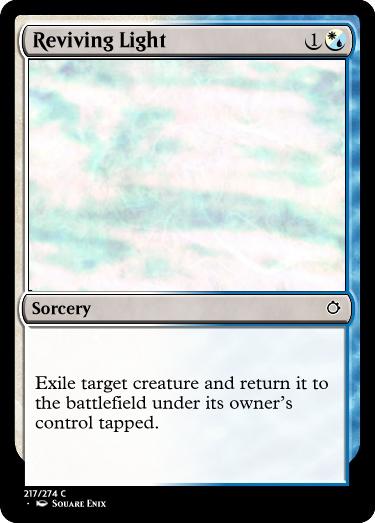 Reviving Light 1
Sorcery
Exile target creature and return it to
the battlefield under its owner's
control tapped.
217/274 C
· Square Enix